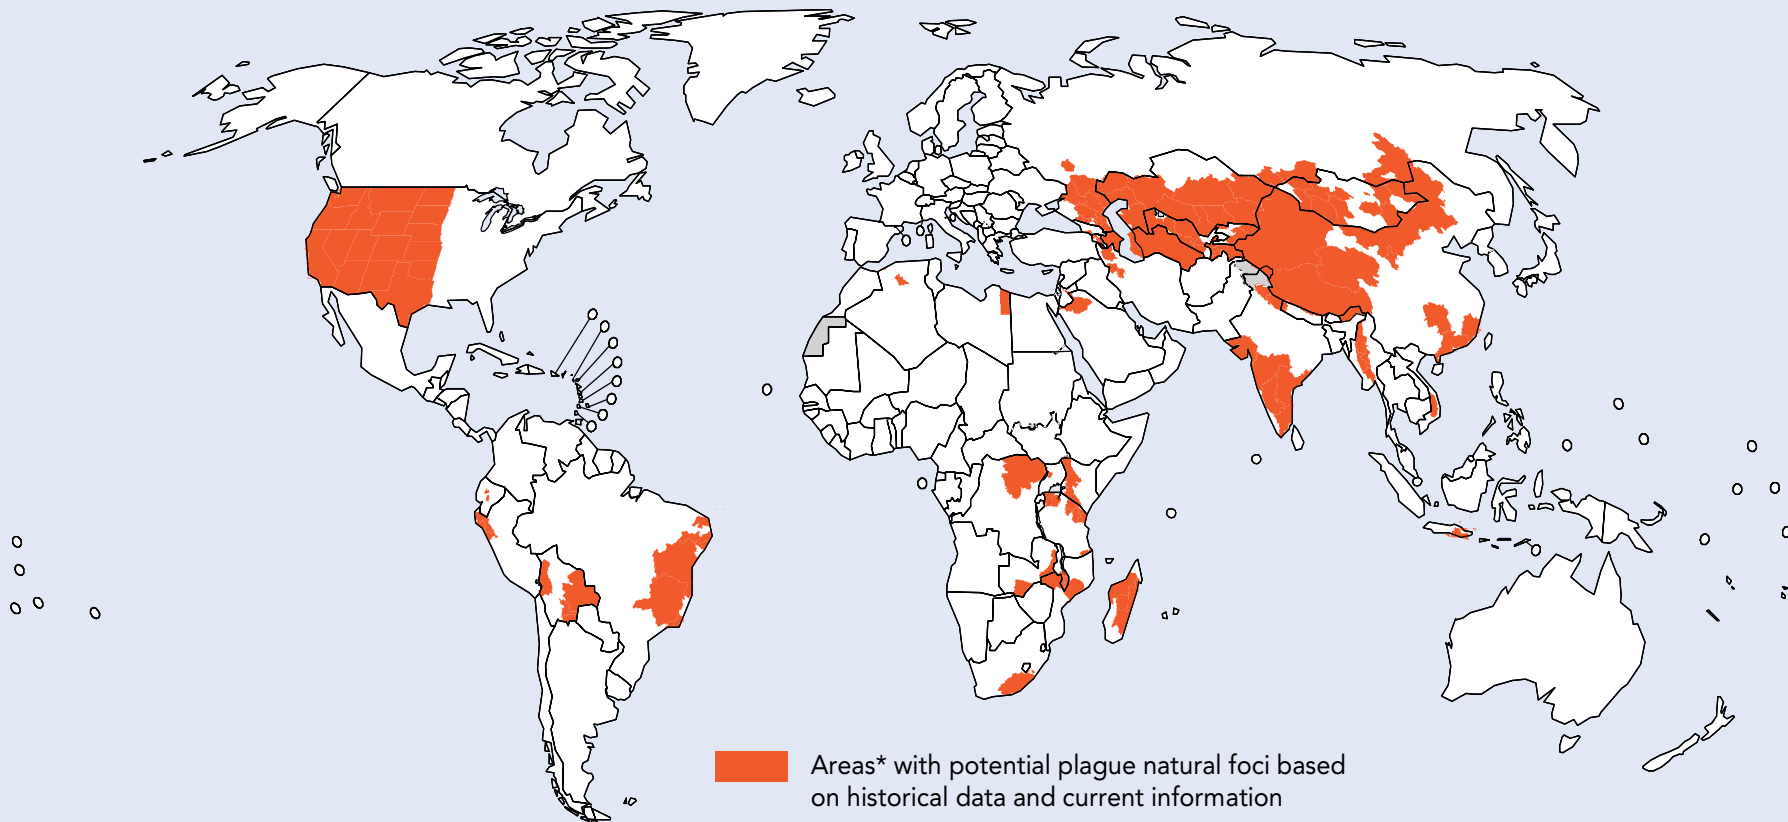 Areas* with potential plague natural foci based
on historical data and current information